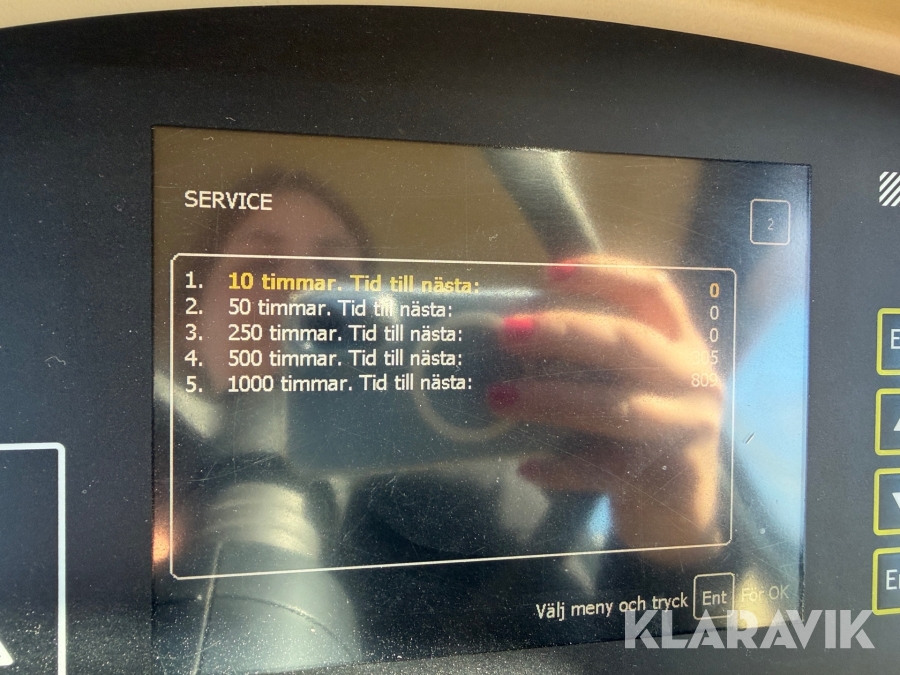 SERVICE
2
1. 10 timmar. Tid till nästa: 0
2. 50 timmar. Tid till nästa: 0
3. 250 timmar. Tid till nästa: 0
4. 500 timmar. Tid till nästa: 305
5. 1000 timmar. Tid till nästa: 809
Välj meny och tryck Ent För OK
KLARAVIK